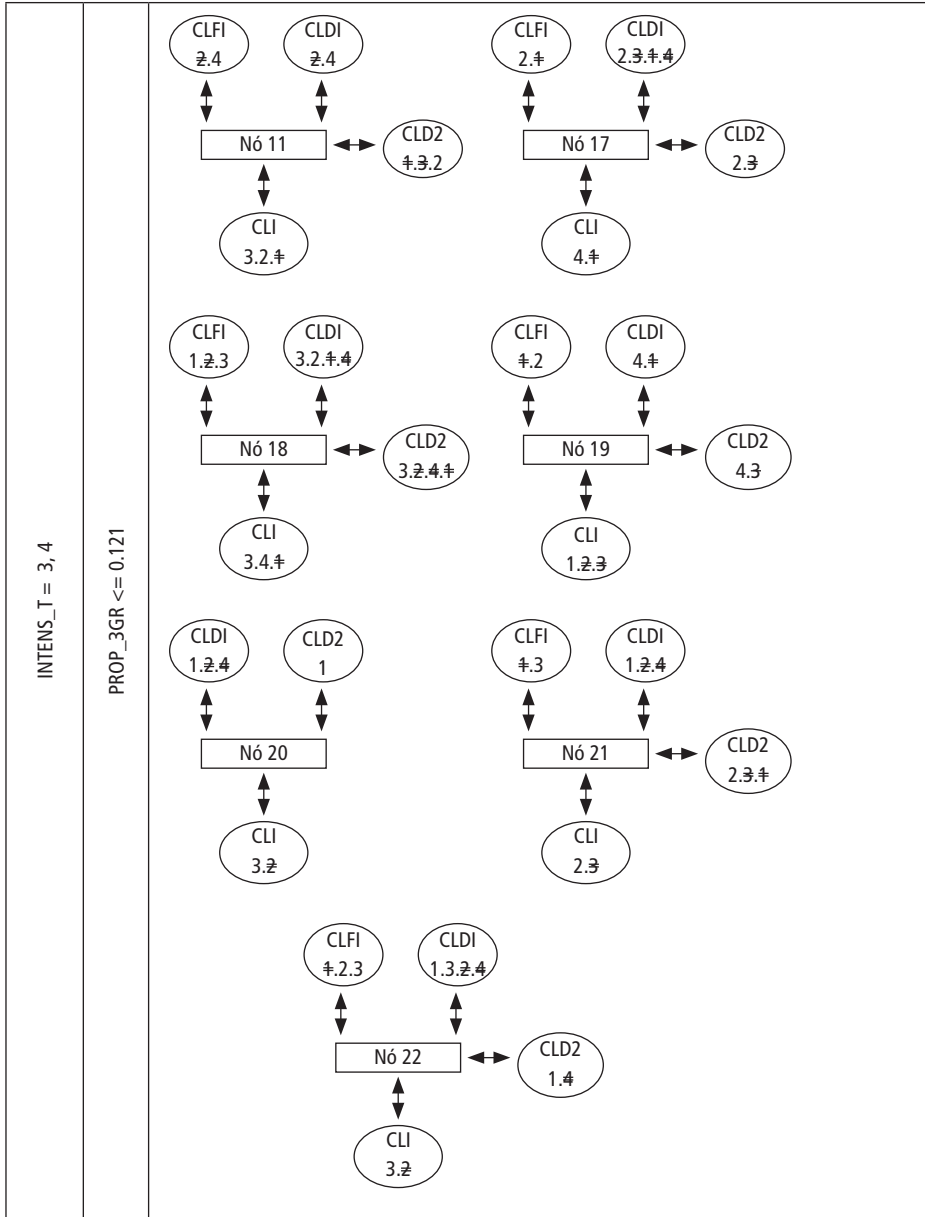 INTENS_T = 3, 4
PROP_3GR <= 0.121
CLFI
2.4
CLDI
2.4
Nó 11
CLD2
1.3.2
CLI
3.2.1
CLFI
2.1
CLDI
2.3.1.4
Nó 17
CLD2
2.3
CLI
4.1
CLFI
1.2.3
CLDI
3.2.1.4
Nó 18
CLD2
3.2.4.1
CLI
3.4.1
CLFI
1.2
CLDI
4.1
Nó 19
CLD2
4.3
CLI
1.2.3
CLDI
1.2.4
CLD2
1
Nó 20
CLI
3.2
CLFI
1.3
CLDI
1.2.4
Nó 21
CLD2
2.3.1
CLI
2.3
CLFI
1.2.3
CLDI
1.3.2.4
Nó 22
CLD2
1.4
CLI
3.2